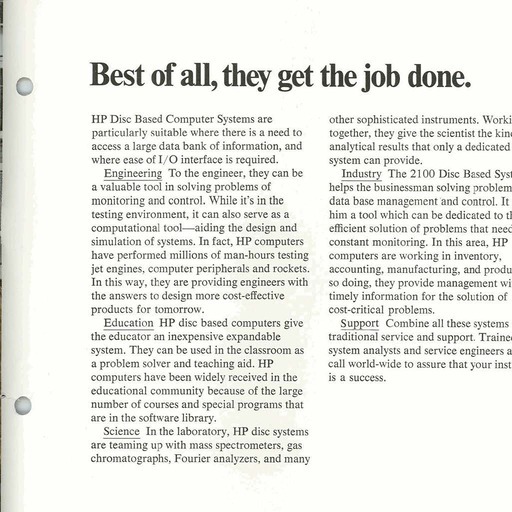 Best of all, they get the job done.
HP Disc Based Computer Systems are
particularly suitable where there is a need to
access a large data bank of information, and
where ease of I/O interface is required.
Engineering To the engineer, they can be
a valuable tool in solving problems of
monitoring and control. While it's in the
testing environment, it can also serve as a
computational tool—aiding the design and
simulation of systems. In fact, HP computers
have performed millions of man-hours testing
jet engines, computer peripherals and rockets.
In this way, they are providing engineers with
the answers to design more cost-effective
products for tomorrow.
Education HP disc based computers give
the educator an inexpensive expandable
system. They can be used in the classroom as
a problem solver and teaching aid. HP
computers have been widely received in the
educational community because of the large
number of courses and special programs that
are in the software library.
Science In the laboratory, HP disc systems
are teaming up with mass spectrometers, gas
chromatographs, Fourier analyzers, and many
other sophisticated instruments. Worki
together, they give the scientist the kin
analytical results that only a dedicated
system can provide.
Industry The 2100 Disc Based Syst
helps the businessman solving problem
data base management and control. It
him a tool which can be dedicated to th
efficient solution of problems that need
constant monitoring. In this area, HP
computers are working in inventory,
accounting, manufacturing, and produ
so doing, they provide management wi
timely information for the solution of
cost-critical problems.
Support Combine all these systems
traditional service and support. Traine
system analysts and service engineers a
call world-wide to assure that your inst
is a success.